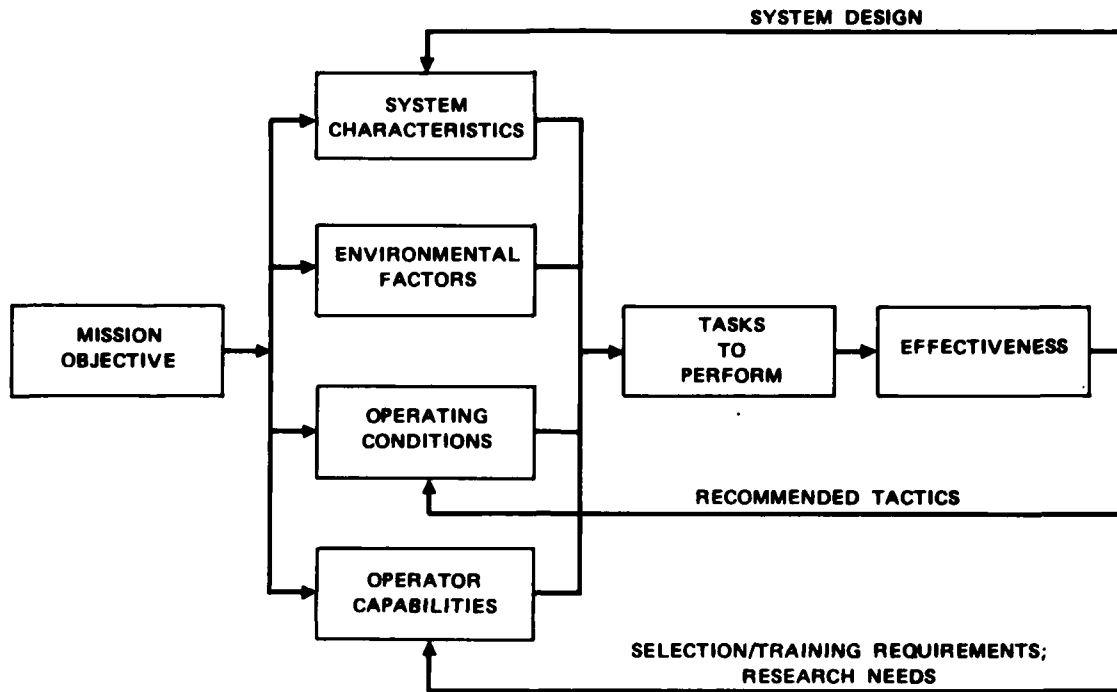 SYSTEM DESIGN
SYSTEM
CHARACTERISTICS
ENVIRONMENTAL
FACTORS
MISSION
OBJECTIVE
TASKS
TO
PERFORM
EFFECTIVENESS
OPERATING
CONDITIONS
RECOMMENDED TACTICS
OPERATOR
CAPABILITIES
SELECTION/TRAINING REQUIREMENTS;
RESEARCH NEEDS